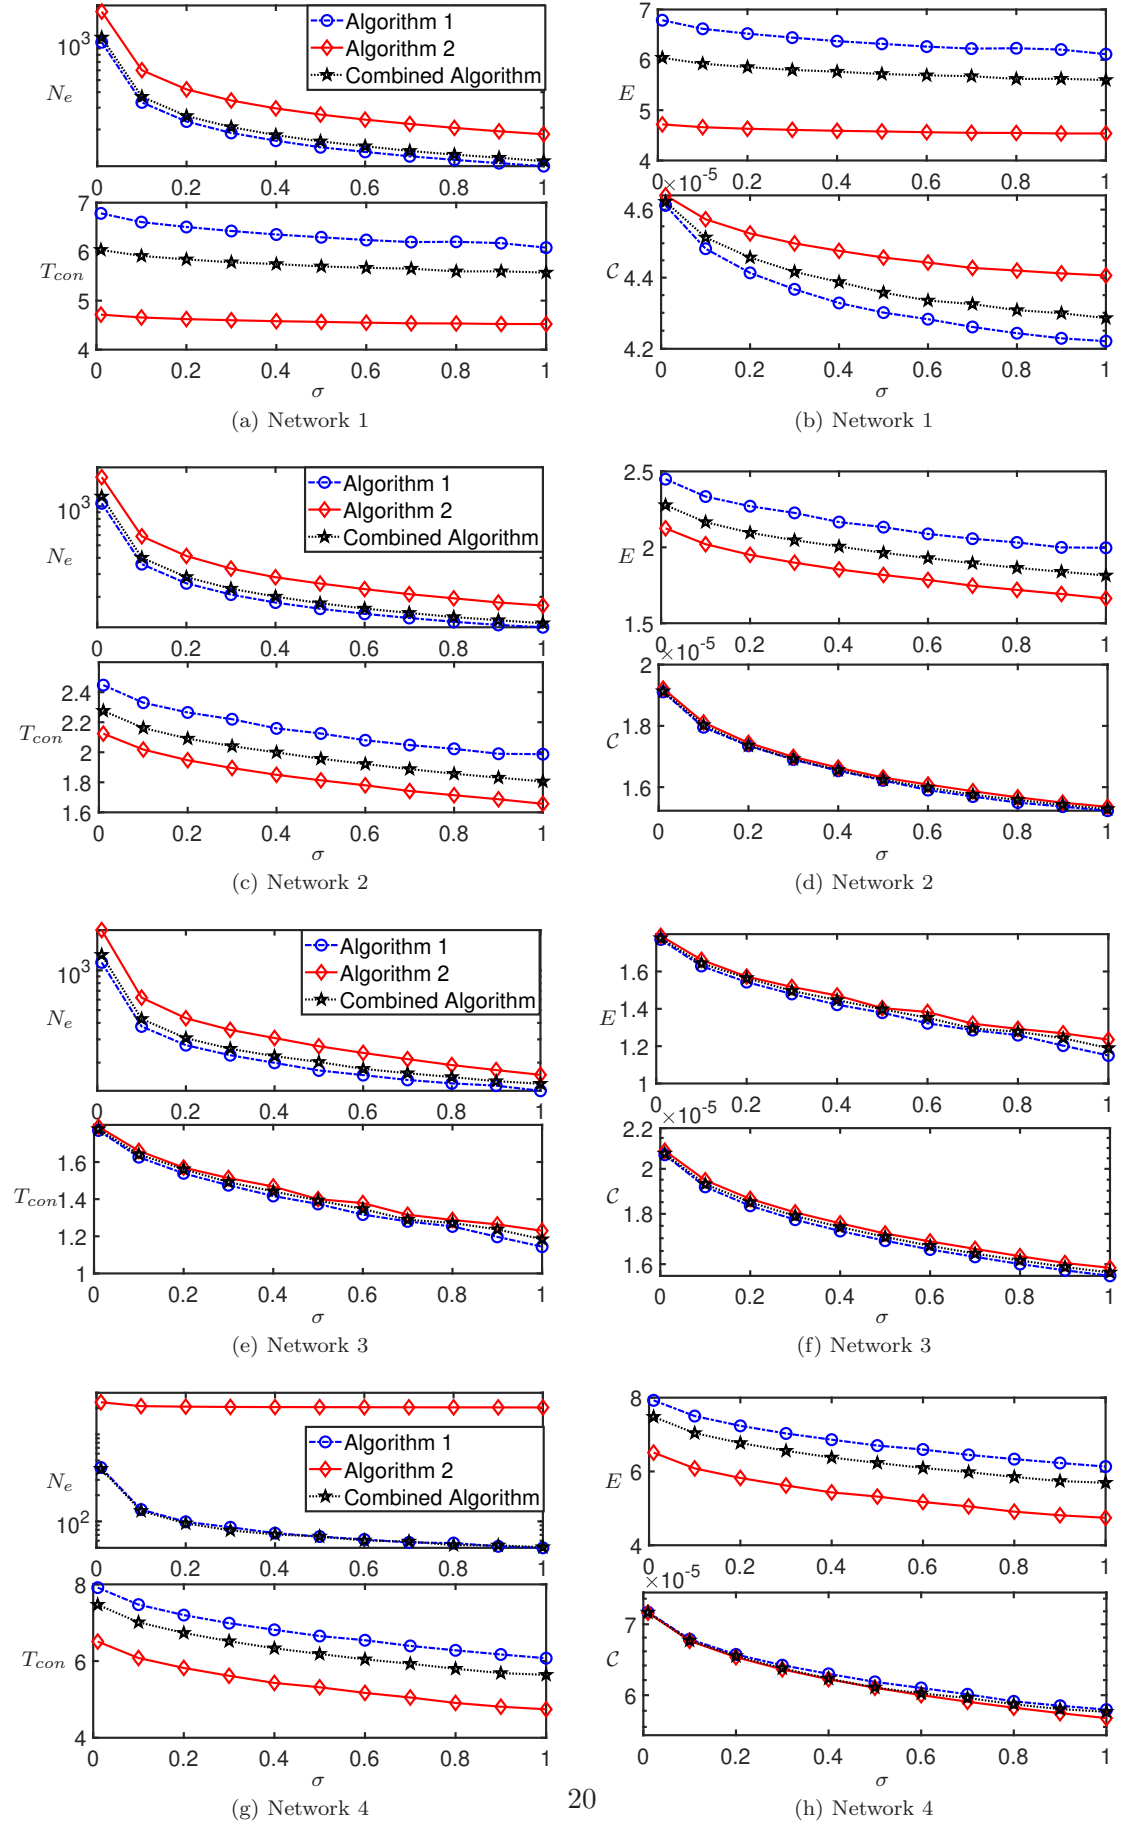 10^3
N_e
Algorithm 1
Algorithm 2
Combined Algorithm
0 0.2 0.4 0.6 0.8 1
7
6
T_con
5
4
0 0.2 0.4 0.6 0.8 1
σ
(a) Network 1
7
6
E
5
4
0 0.2 0.4 0.6 0.8 1
×10^-5
4.6
C
4.4
4.2
0 0.2 0.4 0.6 0.8 1
σ
(b) Network 1
10^3
N_e
Algorithm 1
Algorithm 2
Combined Algorithm
0 0.2 0.4 0.6 0.8 1
2.4
2.2
T_con
2
1.8
1.6
0 0.2 0.4 0.6 0.8 1
σ
(c) Network 2
2.5
E
2
1.5
0 0.2 0.4 0.6 0.8 1
×10^-5
2
1.8
C
1.6
0 0.2 0.4 0.6 0.8 1
σ
(d) Network 2
10^3
N_e
Algorithm 1
Algorithm 2
Combined Algorithm
0 0.2 0.4 0.6 0.8 1
1.6
T_con
1.4
1.2
1
0 0.2 0.4 0.6 0.8 1
σ
(e) Network 3
1.6
E
1.4
1.2
1
0 0.2 0.4 0.6 0.8 1
×10^-5
2.2
2
C
1.8
1.6
0 0.2 0.4 0.6 0.8 1
σ
(f) Network 3
N_e
10^2
Algorithm 1
Algorithm 2
Combined Algorithm
0 0.2 0.4 0.6 0.8 1
8
T_con
6
4
0 0.2 0.4 0.6 0.8 1
σ
(g) Network 4
8
E
6
4
0 0.2 0.4 0.6 0.8 1
×10^-5
7
C
6
0 0.2 0.4 0.6 0.8 1
σ
(h) Network 4
20